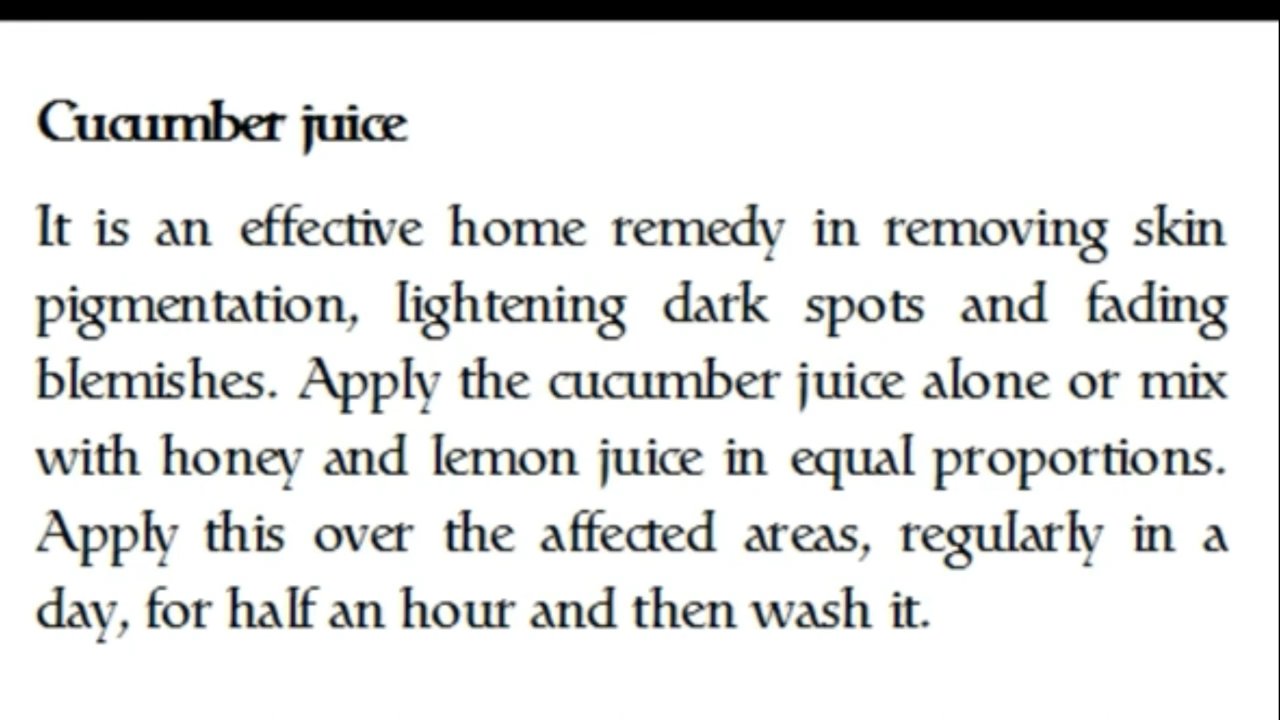 Cucumber juice
It is an effective home remedy in removing skin
pigmentation, lightening dark spots and fading
blemishes. Apply the cucumber juice alone or mix
with honey and lemon juice in equal proportions.
Apply this over the affected areas, regularly in a
day, for half an hour and then wash it.